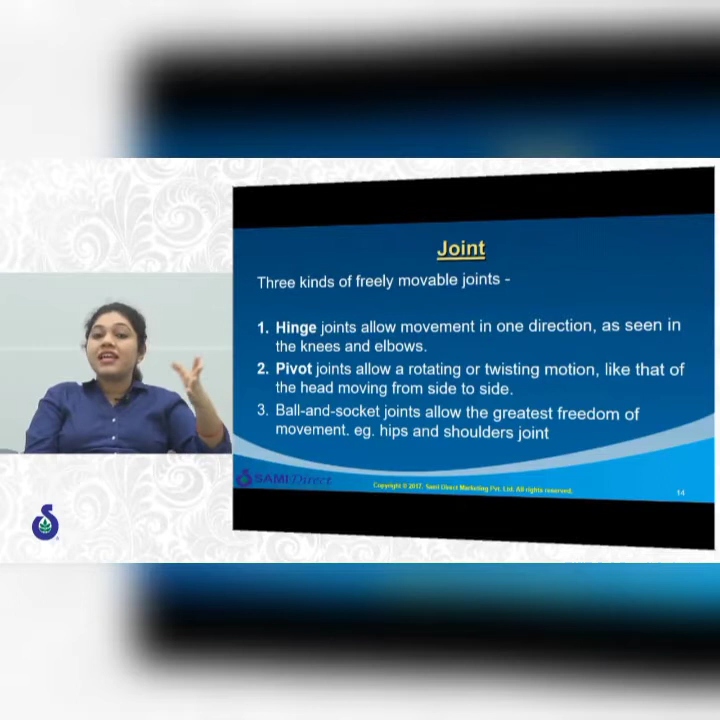 Joint
Three kinds of freely movable joints -
1. Hinge joints allow movement in one direction, as seen in
the knees and elbows.
2. Pivot joints allow a rotating or twisting motion, like that of
the head moving from side to side.
3. Ball-and-socket joints allow the greatest freedom of
movement. eg. hips and shoulders joint
SAMI Direct
Copyright © 2017. Sami Direct Marketing Pvt. Ltd. All rights reserved.
14